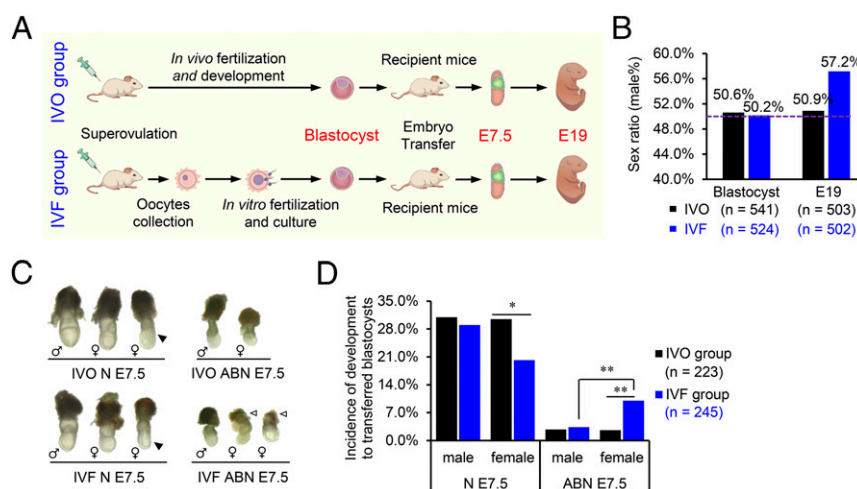 A
IVO group
In vivo fertilization
and development
Recipient mice
Superovulation
Blastocyst
Embryo
Transfer
E7.5
E19
IVF group
Oocytes
collection
In vitro fertilization
and culture
Recipient mice
B
Sex ratio (male%)
60.0%
56.0%
52.0%
48.0%
44.0%
40.0%
50.6%
50.2%
50.9%
57.2%
Blastocyst
E19
IVO (n = 541) (n = 503)
IVF (n = 524) (n = 502)
C
♂ ♀ ♀
IVO N E7.5
♂ ♀
IVO ABN E7.5
♂ ♀ ♀
IVF N E7.5
♂ ♀ ♀
IVF ABN E7.5
D
Incidence of development
to transferred blastocysts
35.0%
28.0%
21.0%
14.0%
7.0%
0.0%
*
**
**
male female male female
N E7.5 ABN E7.5
IVO group
(n = 223)
IVF group
(n = 245)